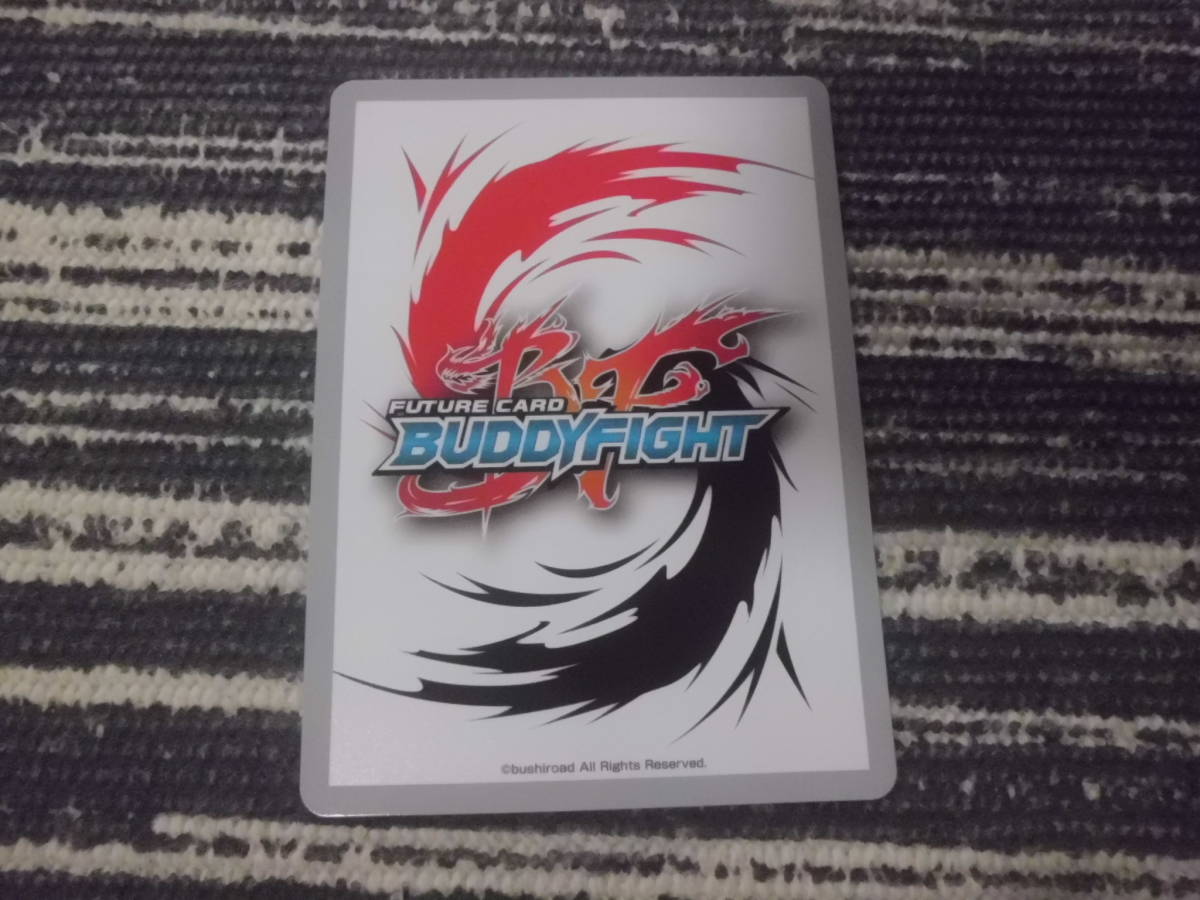 FUTURE CARD
BUDDYFIGHT
©bushiroad All Rights Reserved.